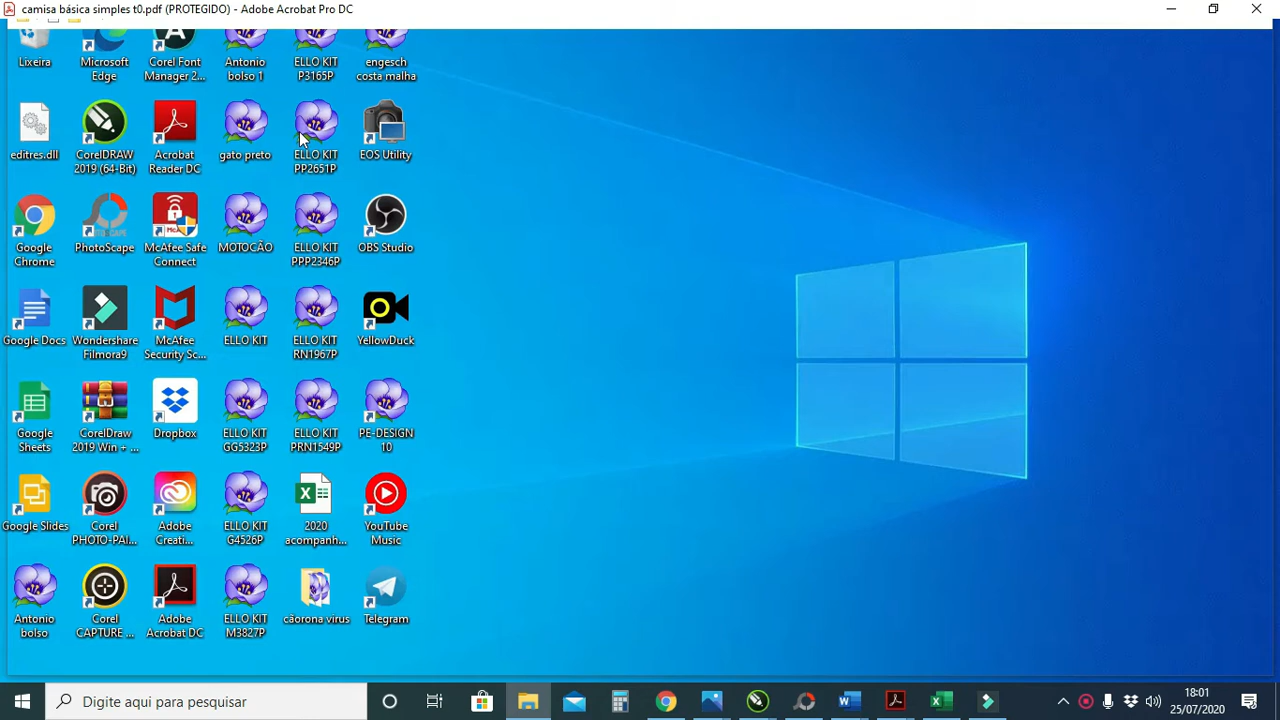 camisa básica simples t0.pdf (PROTEGIDO) - Adobe Acrobat Pro DC
Lixeira
Microsoft
Edge
Corel Font
Manager 2...
Antonio
bolso 1
ELLO KIT
P3165P
engesch
costa malha
editres.dll
CorelDRAW
2019 (64-Bit)
Acrobat
Reader DC
gato preto
ELLO KIT
PP2651P
EOS Utility
Google
Chrome
PhotoScape
McAfee Safe
Connect
MOTOCÃO
ELLO KIT
PPP2346P
OBS Studio
Google Docs
Wondershare
Filmora9
McAfee
Security Sc...
ELLO KIT
ELLO KIT
RN1967P
YellowDuck
Google
Sheets
CorelDraw
2019 Win + ...
Dropbox
ELLO KIT
GG5323P
ELLO KIT
PRN1549P
PE-DESIGN
10
Google Slides
Corel
PHOTO-PAI...
Adobe
Creati...
ELLO KIT
G4526P
2020
acompanh...
YouTube
Music
Antonio
bolso
Corel
CAPTURE ...
Adobe
Acrobat DC
ELLO KIT
M3827P
cãorona virus
Telegram
Digite aqui para pesquisar
18:01
25/07/2020